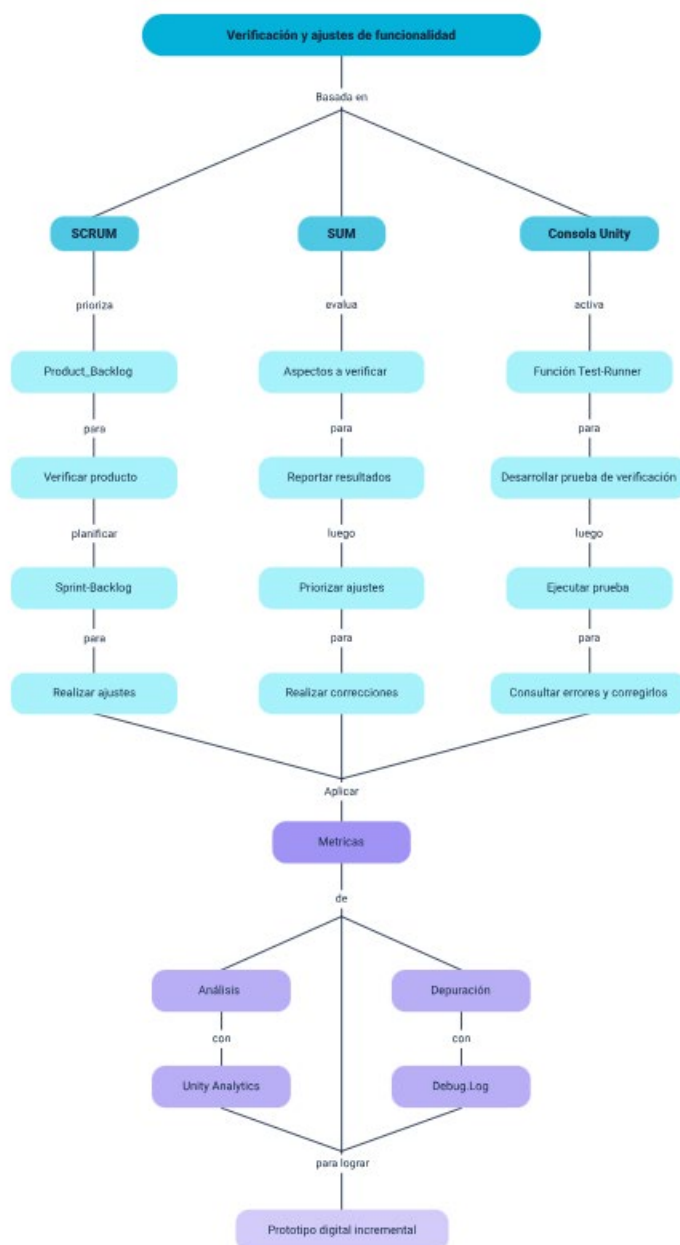 Verificación y ajustes de funcionalidad
Basada en
SCRUM
SUM
Consola Unity
prioriza
evalua
activa
Product_Backlog
Aspectos a verificar
Función Test-Runner
para
para
para
Verificar producto
Reportar resultados
Desarrollar prueba de verificación
planificar
luego
luego
Sprint-Backlog
Priorizar ajustes
Ejecutar prueba
para
para
para
Realizar ajustes
Realizar correcciones
Consultar errores y corregirlos
Aplicar
Metricas
de
Análisis
Depuración
con
con
Unity Analytics
Debug.Log
para lograr
Prototipo digital incremental